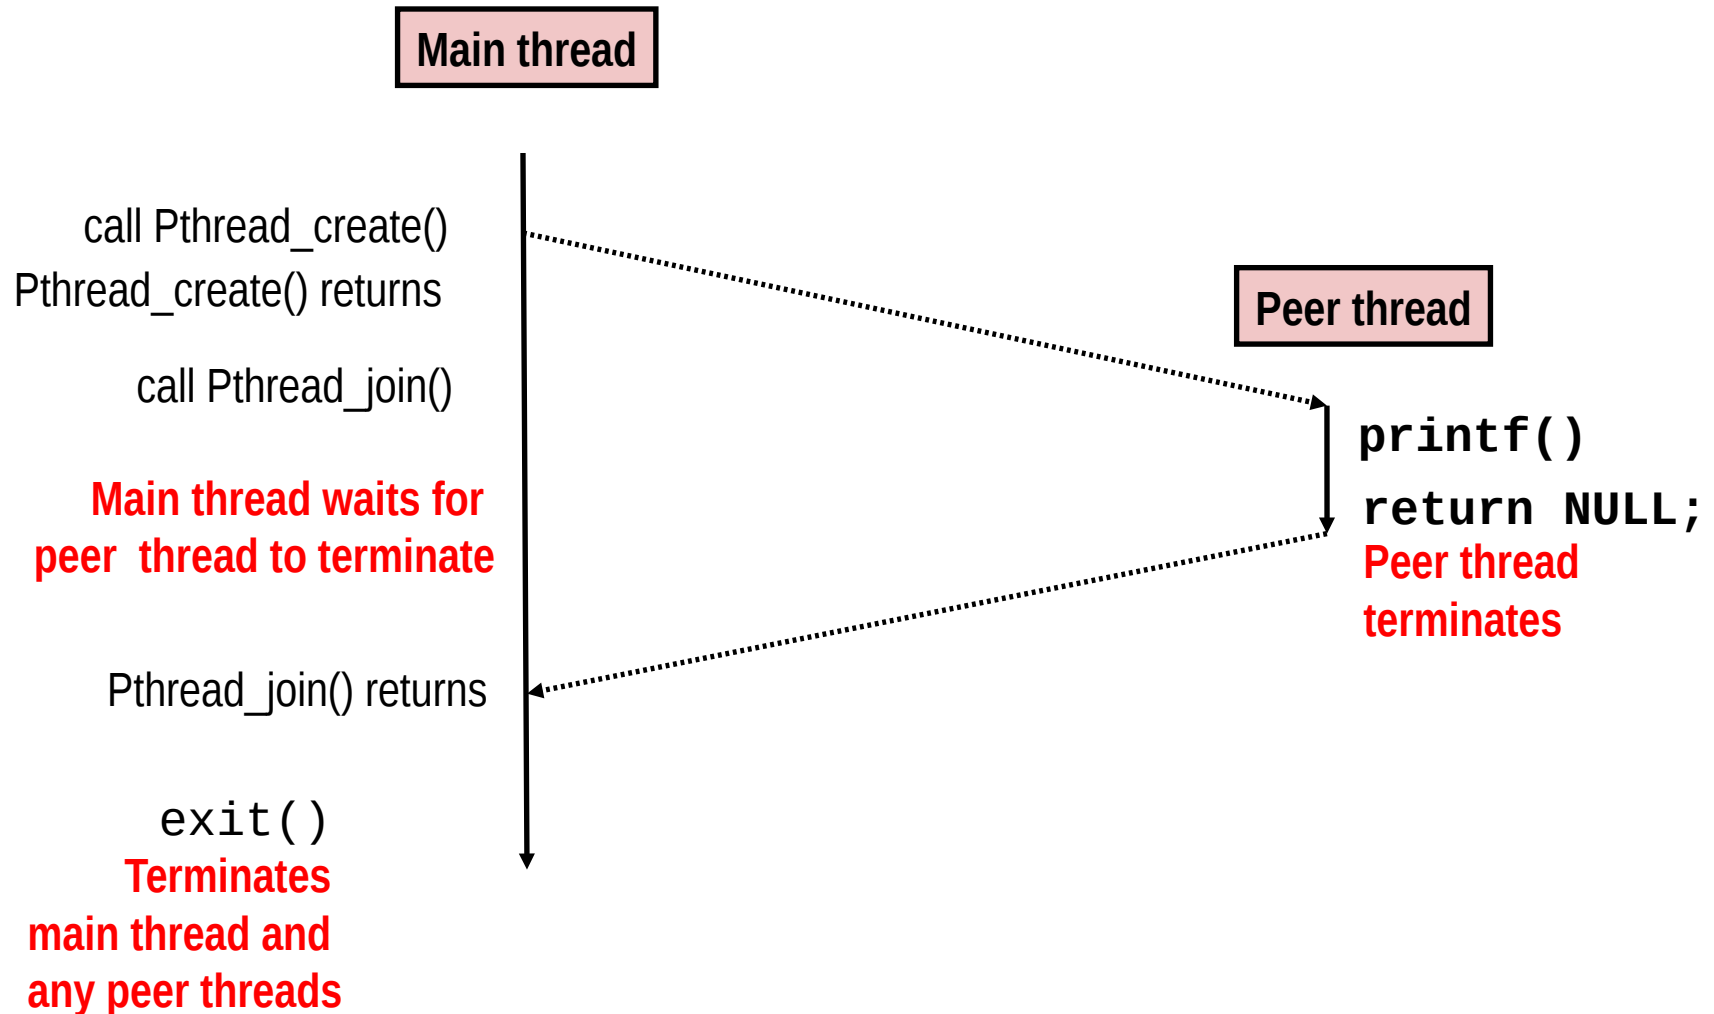 Main thread
call Pthread_create()
Pthread_create() returns
Peer thread
call Pthread_join()
printf()
Main thread waits for
peer  thread to terminate
return NULL;
Peer thread
terminates
Pthread_join() returns
exit()
Terminates
main thread and
any peer threads